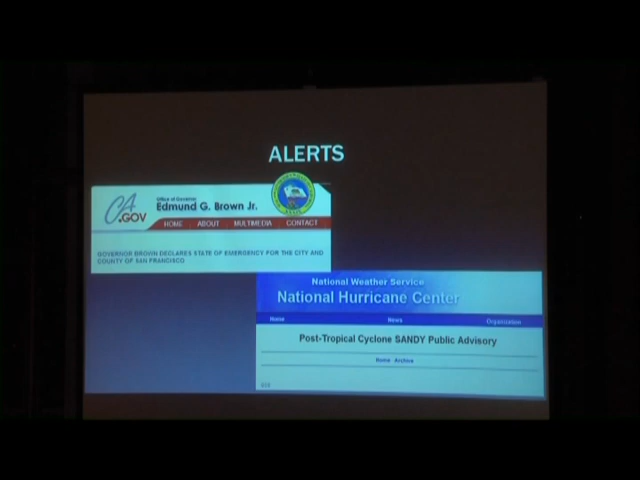 ALERTS
CA.GOV
Office of Governor
Edmund G. Brown Jr.
HOME ABOUT MULTIMEDIA CONTACT
GOVERNOR BROWN DECLARES STATE OF EMERGENCY FOR THE CITY AND
COUNTY OF SAN FRANCISCO
National Weather Service
National Hurricane Center
Home News Organization
Post-Tropical Cyclone SANDY Public Advisory
Home Archive